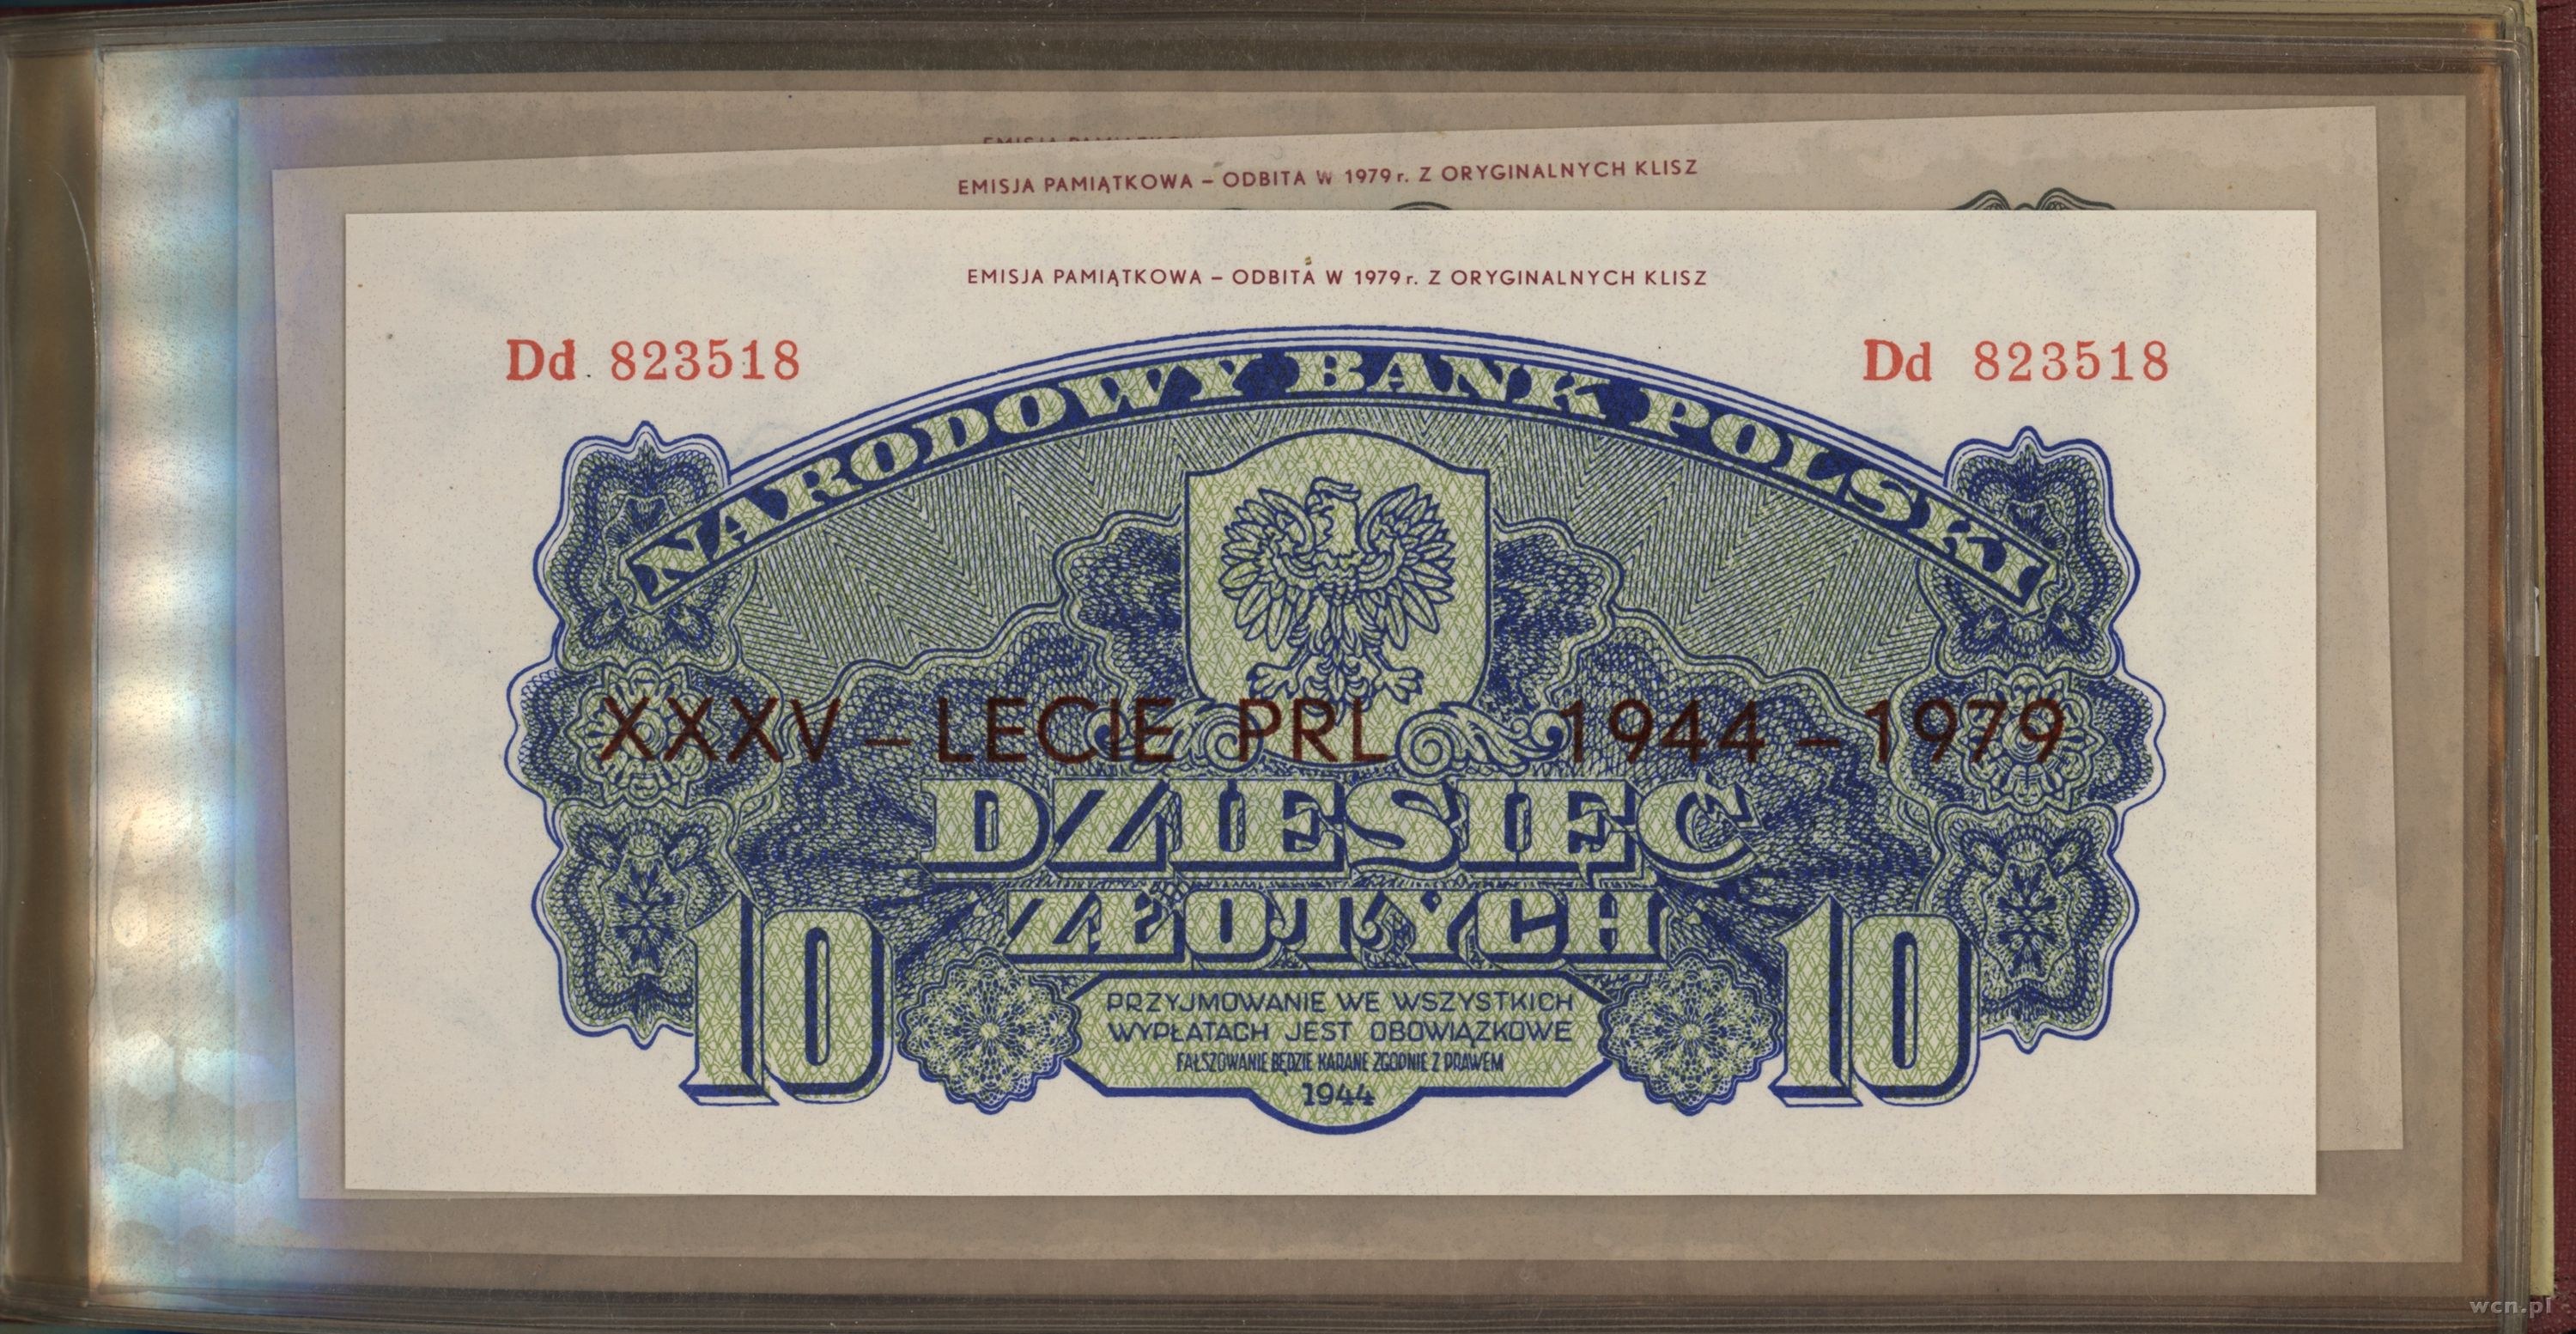 EMISJA
EMISJA PAMIĄTKOWA – ODBITA W 1979 r. Z ORYGINALNYCH KLISZ
EMISJA PAMIĄTKOWA – ODBITA W 1979 r. Z ORYGINALNYCH KLISZ
Dd 823518
Dd 823518
NARODOWY BANK POLSKI
XXXV – LECIE PRL 1944 – 1979
DZIESIĘĆ
ZŁOTYCH
10
10
PRZYJMOWANIE WE WSZYSTKICH
WYPŁATACH JEST OBOWIĄZKOWE
FAŁSZOWANIE BĘDZIE KARANE ZGODNIE Z PRAWEM
1944
wcn.pl